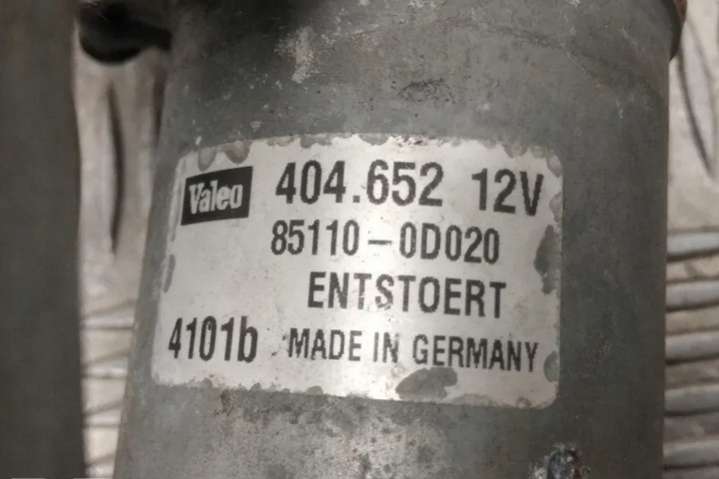 Valeo 404.652 12V
85110-0D020
ENTSTOERT
4101b MADE IN GERMANY